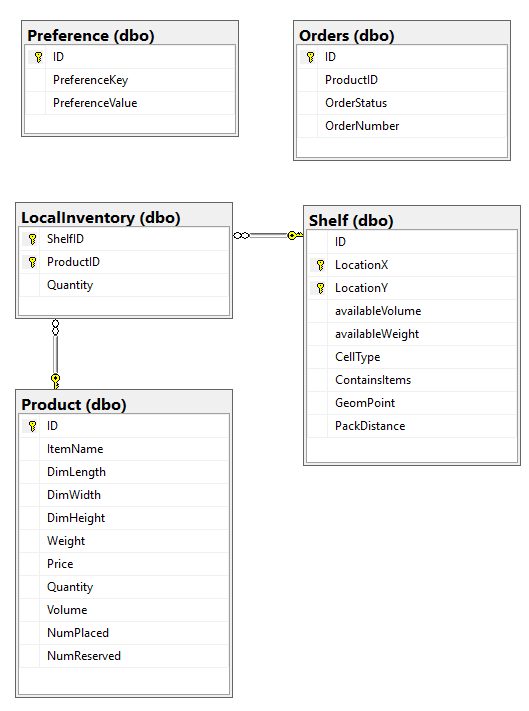 Preference (dbo)
ID
PreferenceKey
PreferenceValue
Orders (dbo)
ID
ProductID
OrderStatus
OrderNumber
LocalInventory (dbo)
ShelfID
ProductID
Quantity
Shelf (dbo)
ID
LocationX
LocationY
availableVolume
availableWeight
CellType
ContainsItems
GeomPoint
PackDistance
Product (dbo)
ID
ItemName
DimLength
DimWidth
DimHeight
Weight
Price
Quantity
Volume
NumPlaced
NumReserved